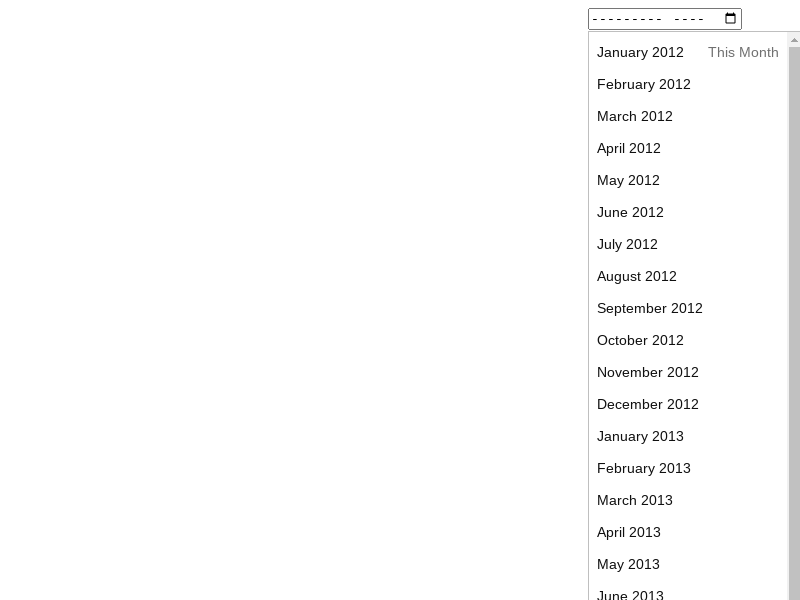 --------- ----
January 2012 This Month
February 2012
March 2012
April 2012
May 2012
June 2012
July 2012
August 2012
September 2012
October 2012
November 2012
December 2012
January 2013
February 2013
March 2013
April 2013
May 2013
June 2013